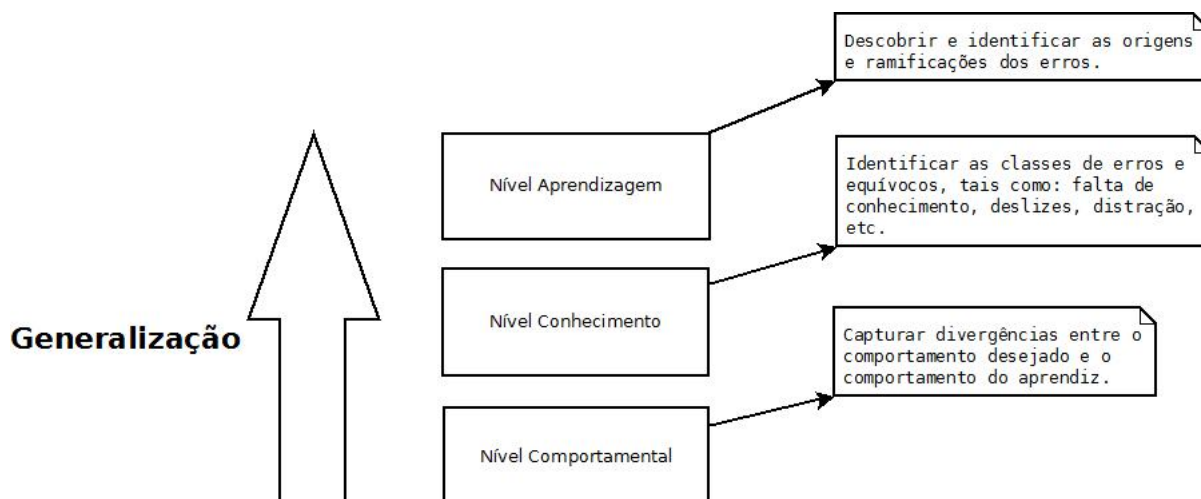 Descobrir e identificar as origens
e ramificações dos erros.
Nível Aprendizagem
Identificar as classes de erros e
equívocos, tais como: falta de
conhecimento, deslizes, distração,
etc.
Generalização
Nível Conhecimento
Capturar divergências entre o
comportamento desejado e o
comportamento do aprendiz.
Nível Comportamental